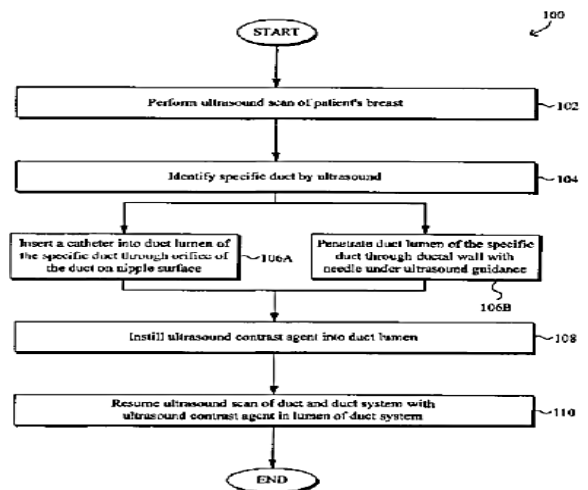 100
START
Perform ultrasound scan of patient's breast
102
Identify specific duct by ultrasound
104
Insert a catheter into duct lumen of
the specific duct through orifice of
the duct on nipple surface
106A
Penetrate duct lumen of the specific
duct through ductal wall with
needle under ultrasound guidance
106B
Instill ultrasound contrast agent into duct lumen
108
Resume ultrasound scan of duct and duct system with
ultrasound contrast agent in lumen of duct system
110
END